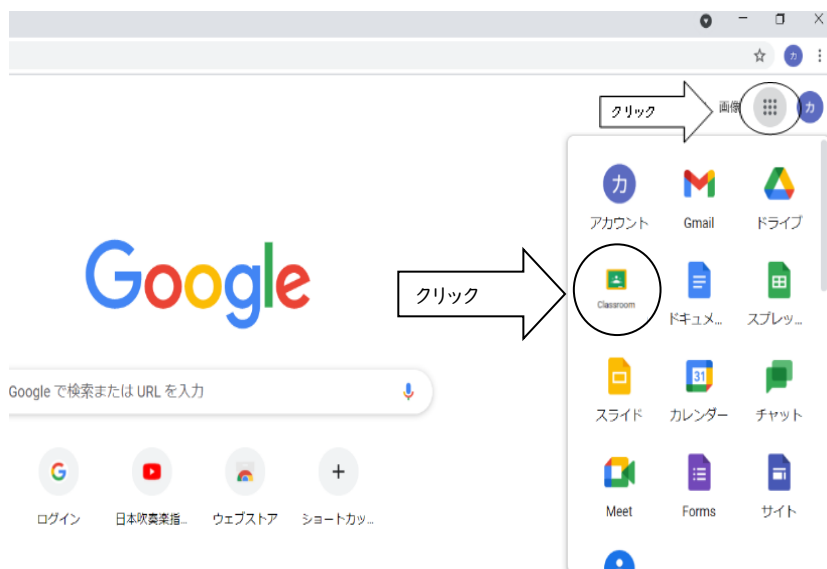 カ
クリック
画像
カ
カ
アカウント
Gmail
ドライブ
Google
クリック
Classroom
ドキュメ...
スプレッ...
Google で検索または URL を入力
スライド
31
カレンダー
チャット
G
ログイン
日本吹奏楽指...
ウェブストア
ショートカッ...
Meet
Forms
サイト